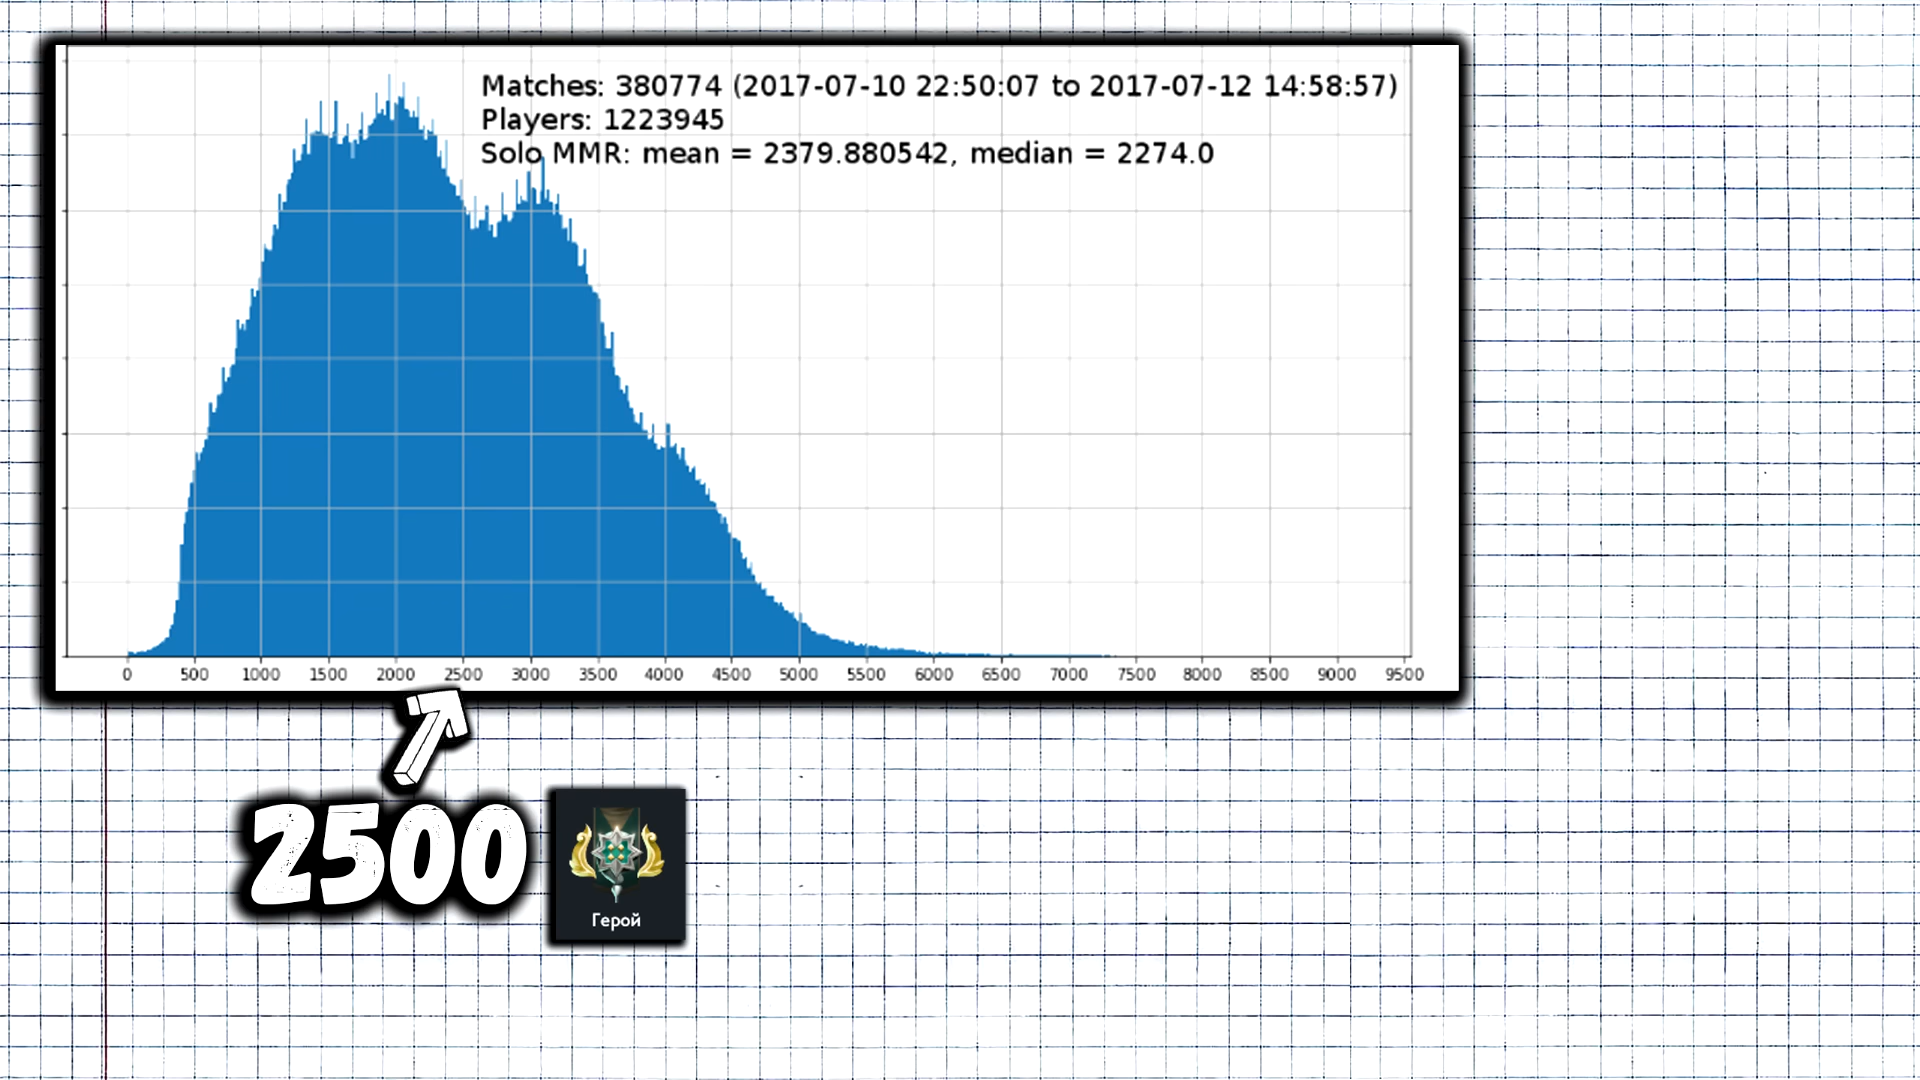 Matches: 380774 (2017-07-10 22:50:07 to 2017-07-12 14:58:57)
Players: 1223945
Solo MMR: mean = 2379.880542, median = 2274.0
0 500 1000 1500 2000 2500 3000 3500 4000 4500 5000 5500 6000 6500 7000 7500 8000 8500 9000 9500
2500
Герой